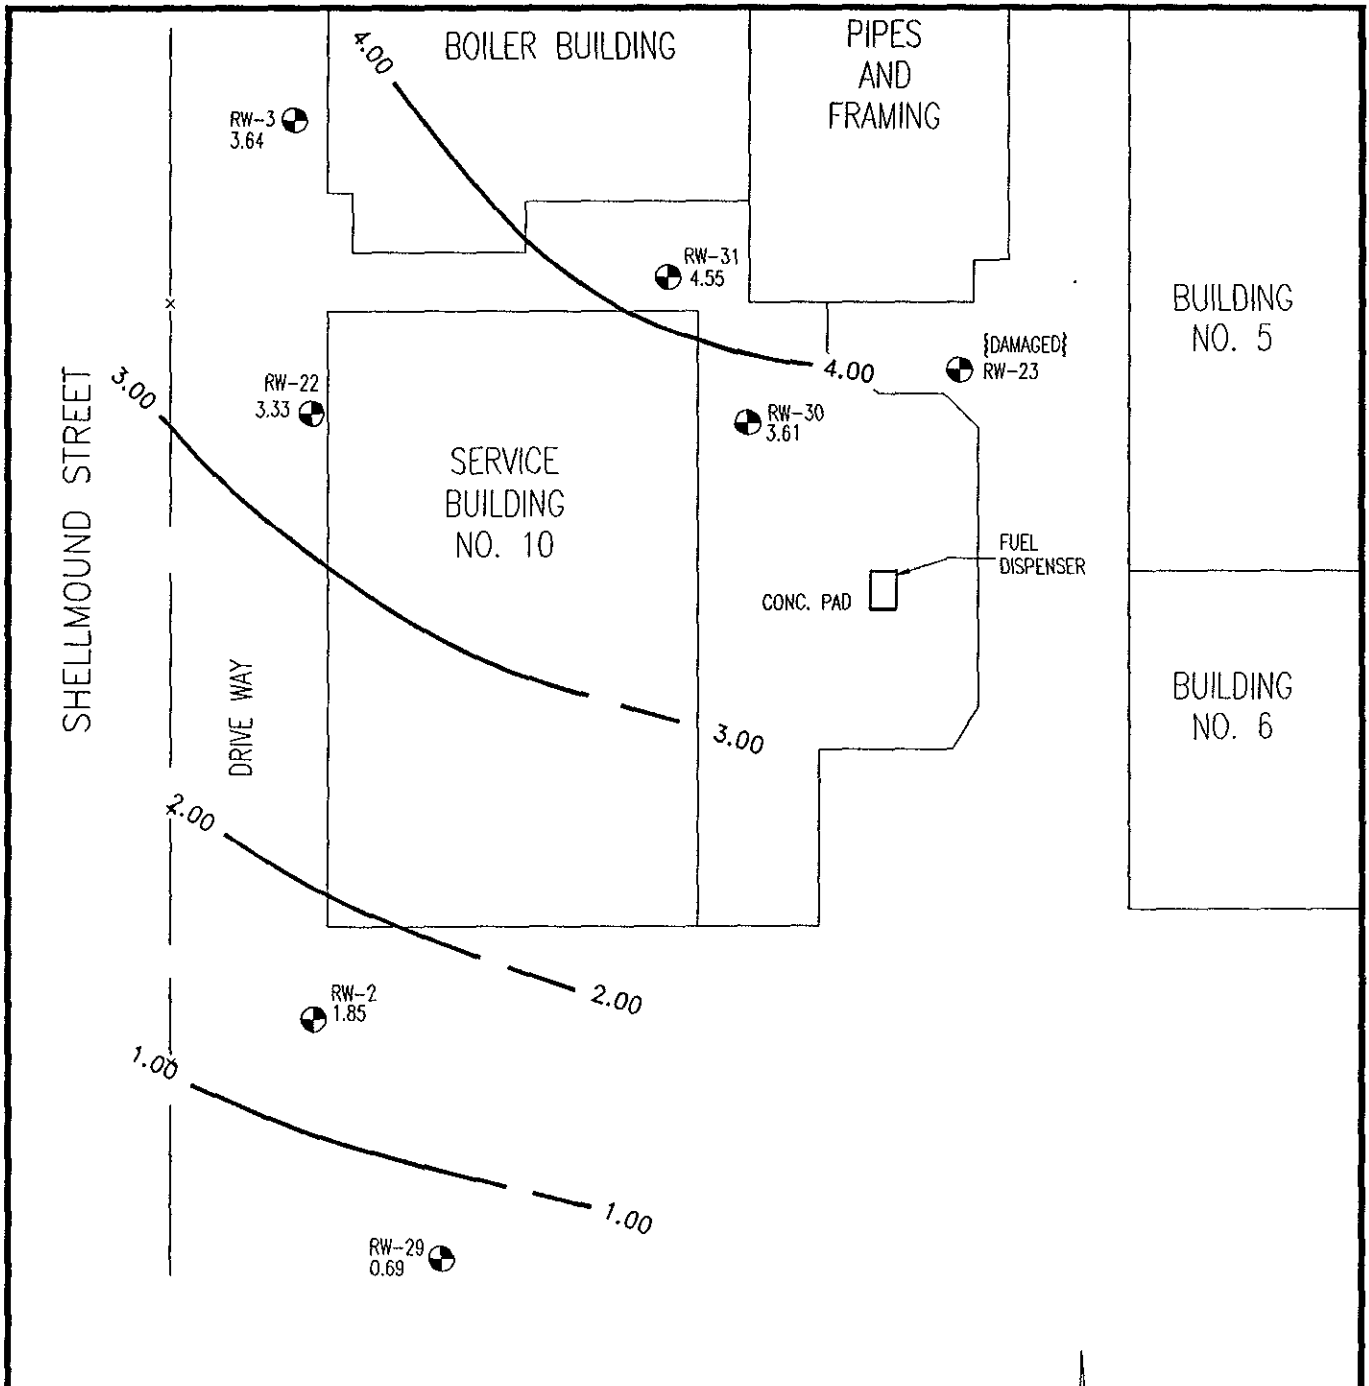 4.00
BOILER BUILDING
PIPES
AND
FRAMING
RW-3
3.64
RW-31
4.55
BUILDING
NO. 5
{DAMAGED}
RW-23
4.00
3.00
RW-22
3.33
RW-30
3.61
SHELLMOUND STREET
SERVICE
BUILDING
NO. 10
FUEL
DISPENSER
CONC. PAD
DRIVE WAY
BUILDING
NO. 6
3.00
2.00
RW-2
1.85
2.00
1.00
1.00
RW-29
0.69